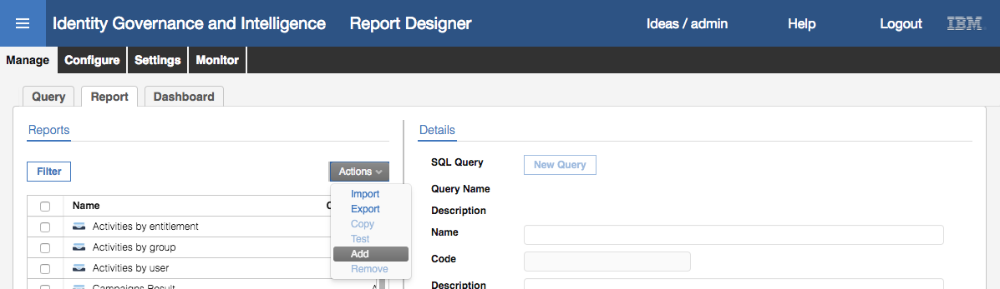 Identity Governance and Intelligence Report Designer Ideas / admin Help Logout IBM
Manage Configure Settings Monitor
Query Report Dashboard
Reports
Filter
Actions
Import
Export
Copy
Test
Add
Remove
Name
Activities by entitlement
Activities by group
Activities by user
Campaigns Result
Details
SQL Query New Query
Query Name
Description
Name
Code
Description